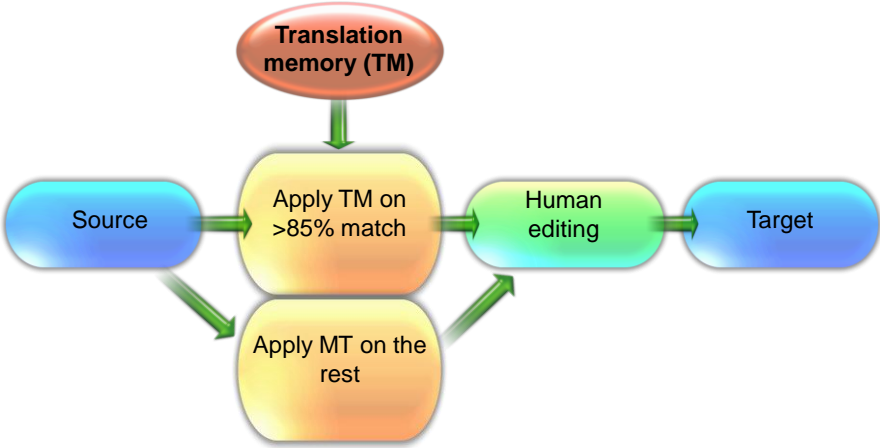 Translation
memory (TM)
Source
Apply TM on
>85% match
Human
editing
Target
Apply MT on the
rest